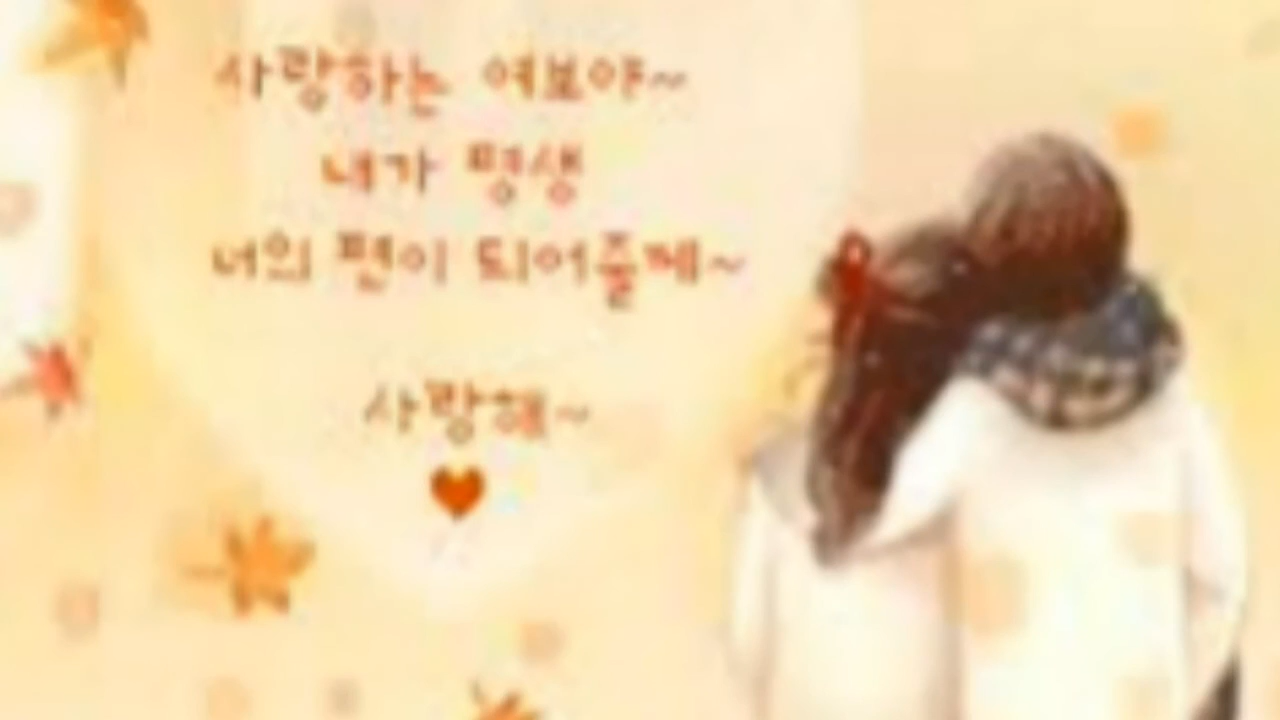 사랑하는 여보야~
내가 평생
너의 편이 되어줄께~
사랑해~